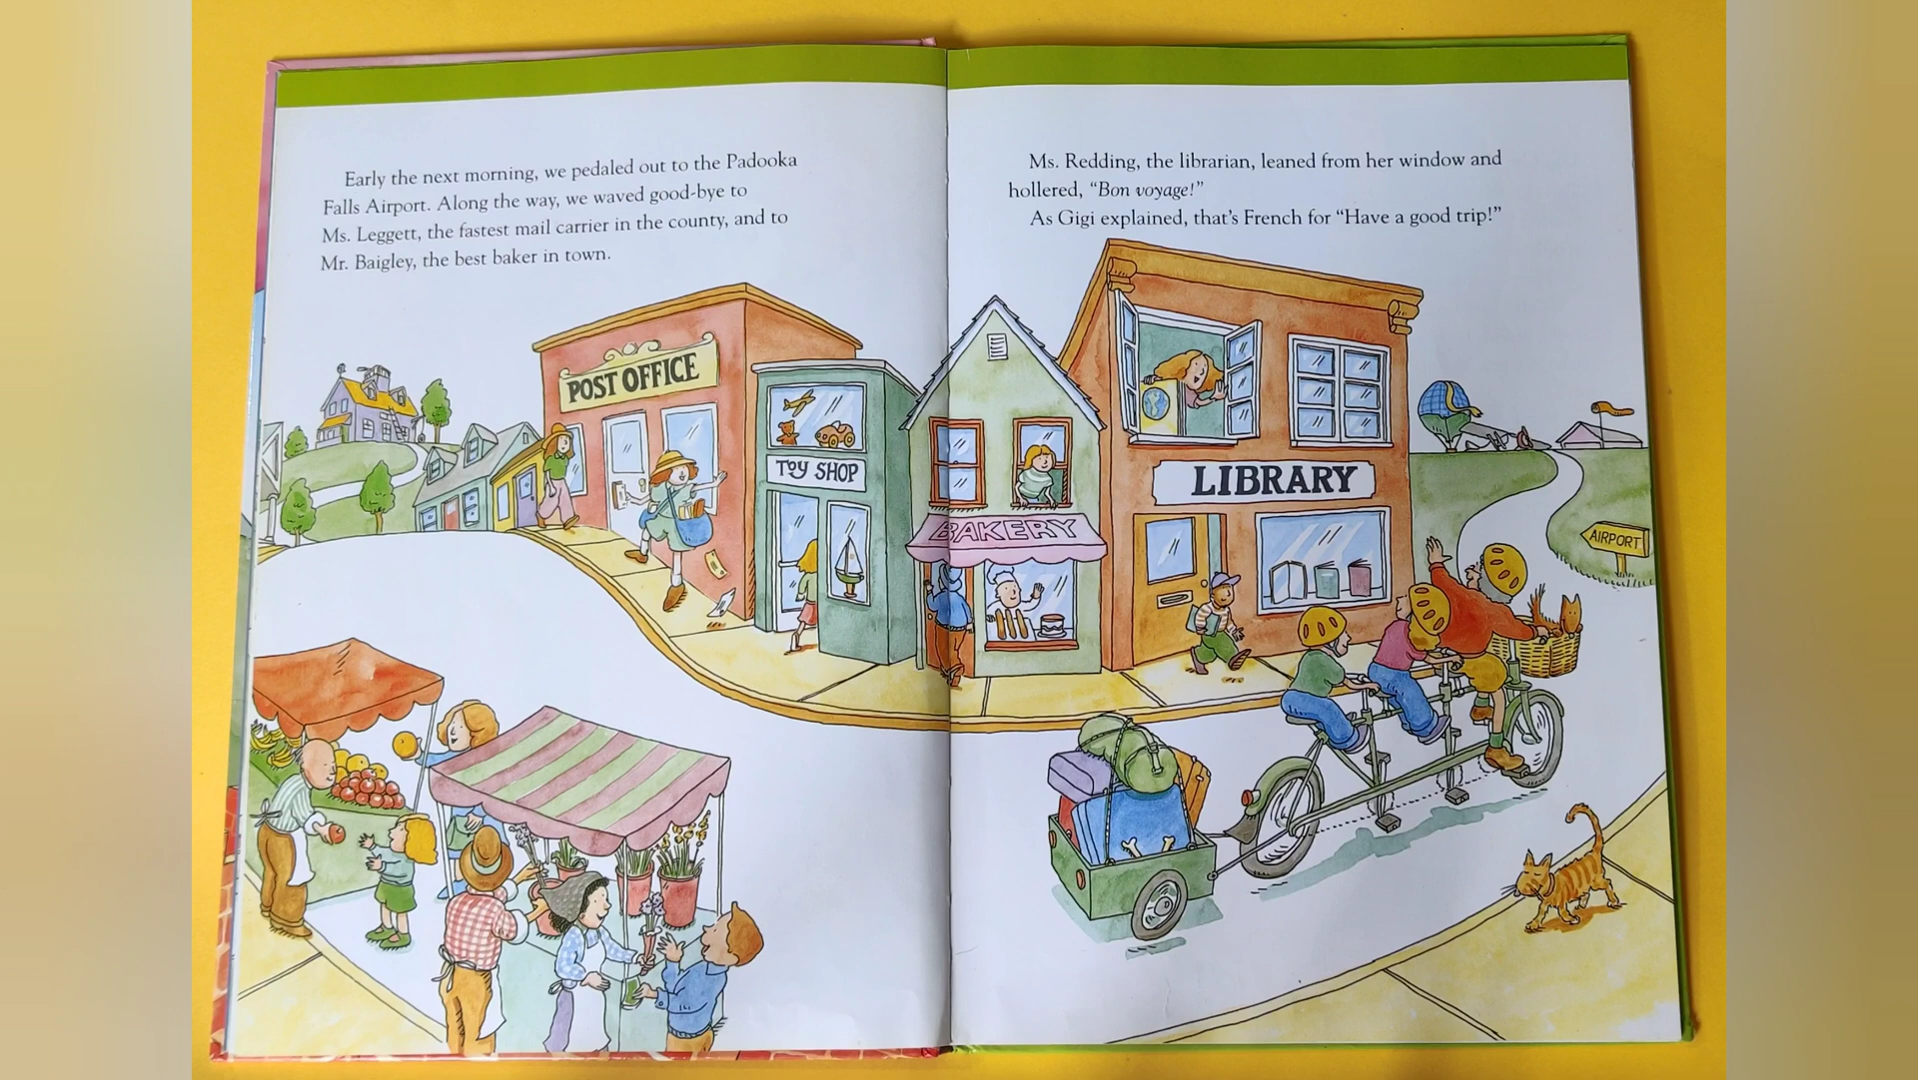 Early the next morning, we pedaled out to the Padooka
Falls Airport. Along the way, we waved good-bye to
Ms. Leggett, the fastest mail carrier in the county, and to
Mr. Baigley, the best baker in town.
Ms. Redding, the librarian, leaned from her window and
hollered, “Bon voyage!”
As Gigi explained, that’s French for “Have a good trip!”
POST OFFICE
TOY SHOP
BAKERY
LIBRARY
AIRPORT